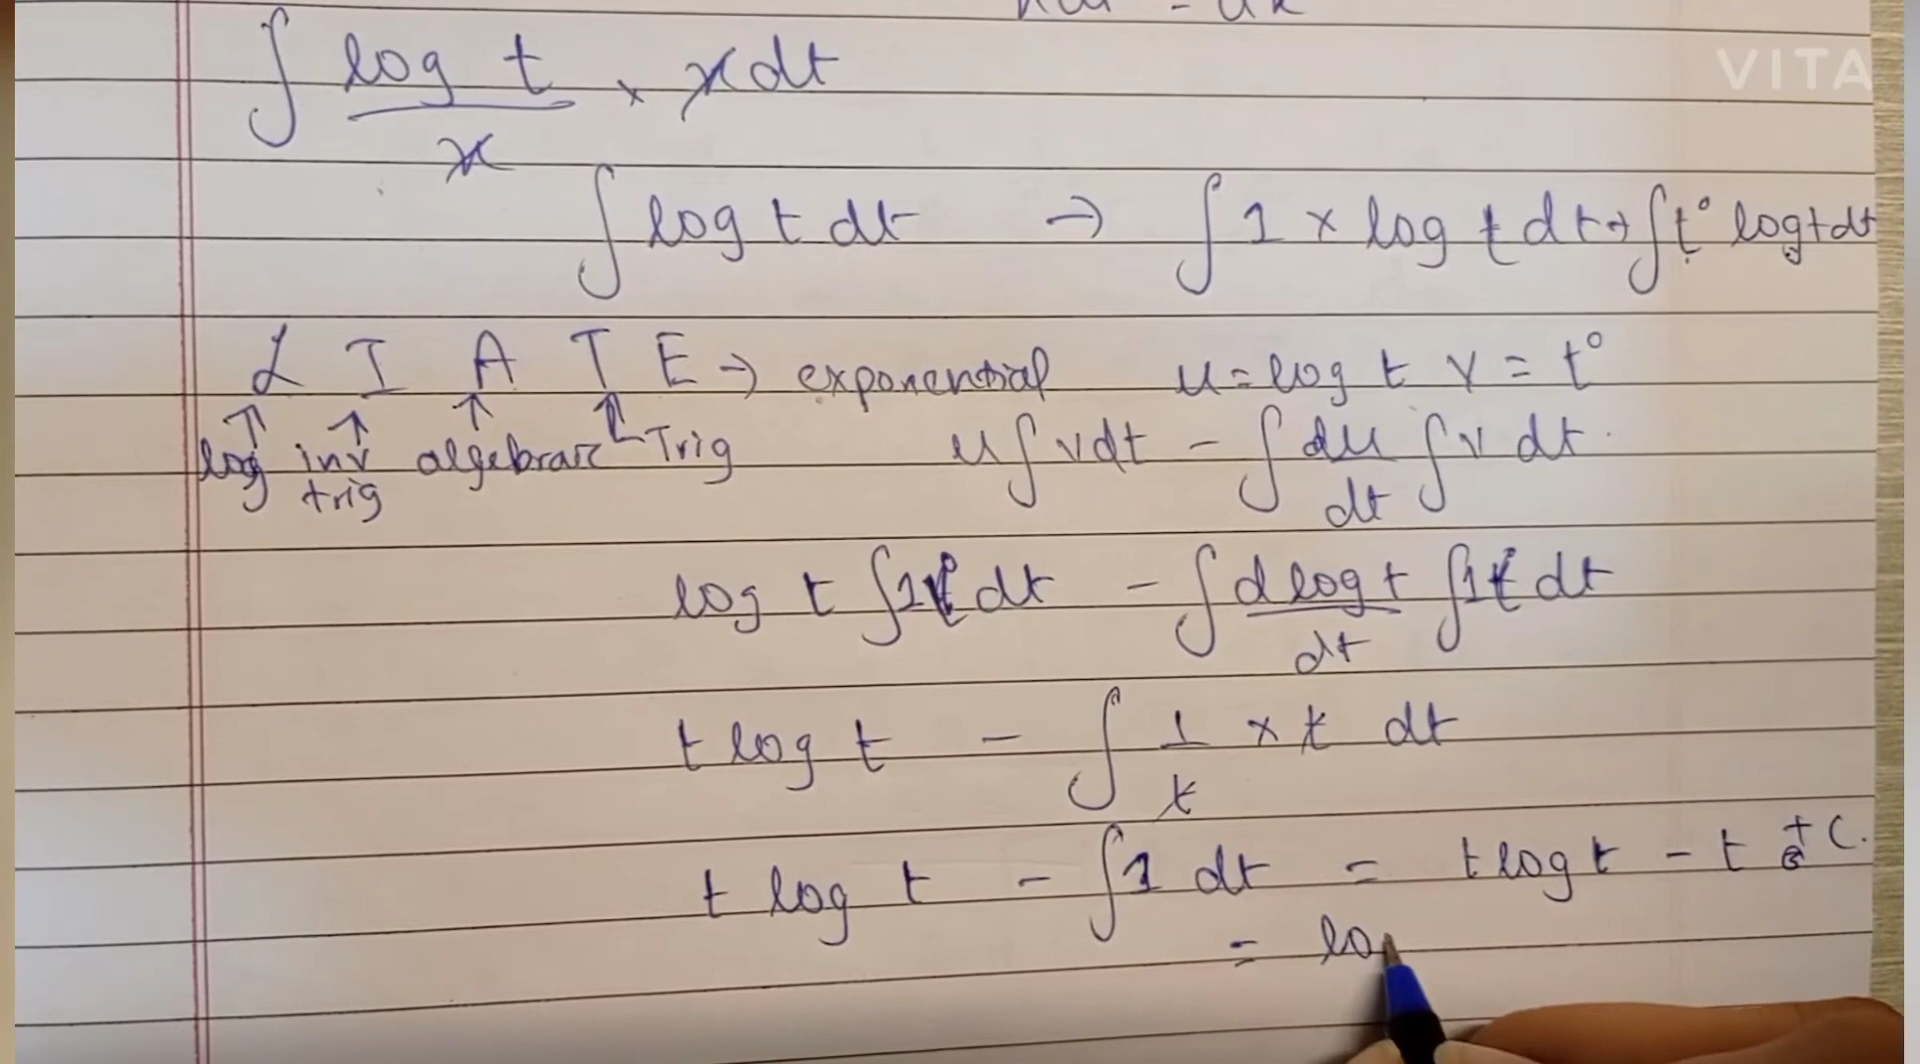 VITA
∫ log t / x × x dt
∫ log t dt → ∫ 1 × log t dt → ∫ t° log t dt
L I A T E → exponential u = log t v = t°
log inv trig algebraic Trig u ∫ v dt - ∫ du/dt ∫ v dt.
log t ∫ 1 dt - ∫ d log t / dt ∫ 1 dt
t log t - ∫ 1/t × t dt
t log t - ∫ 1 dt = t log t - t + C.
= lo